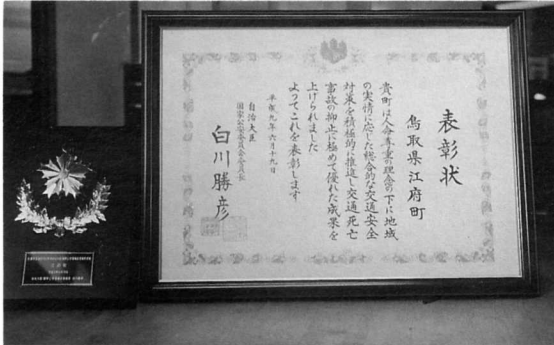 表彰状
鳥取県江府町
貴町は人命尊重の理念の下に地域
の実情に応じた総合的な交通安全
対策を積極的に推進し交通死亡
事故の抑止に極めて優れた成果を
上げられました
よってこれを表彰します
平成九年六月十九日
自治大臣
国家公安委員会委員長
白川勝彦